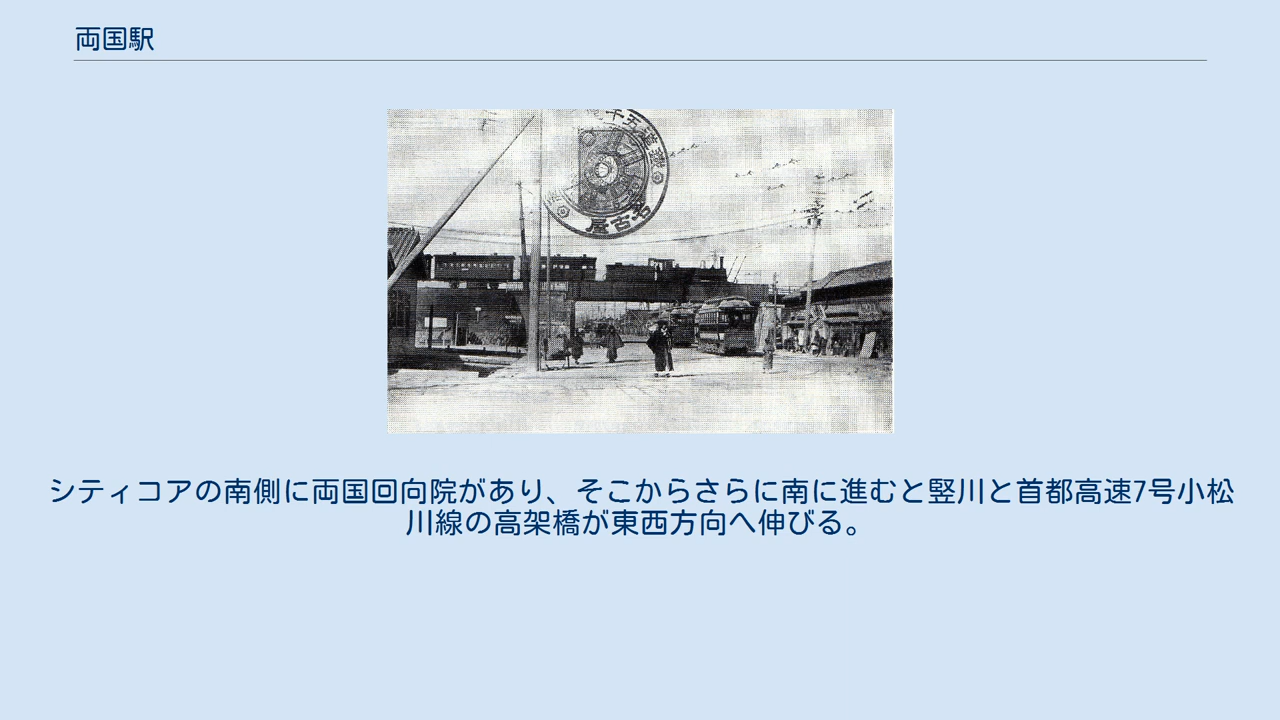 両国駅
名古屋
シティコアの南側に両国回向院があり、そこからさらに南に進むと竪川と首都高速7号小松
川線の高架橋が東西方向へ伸びる。